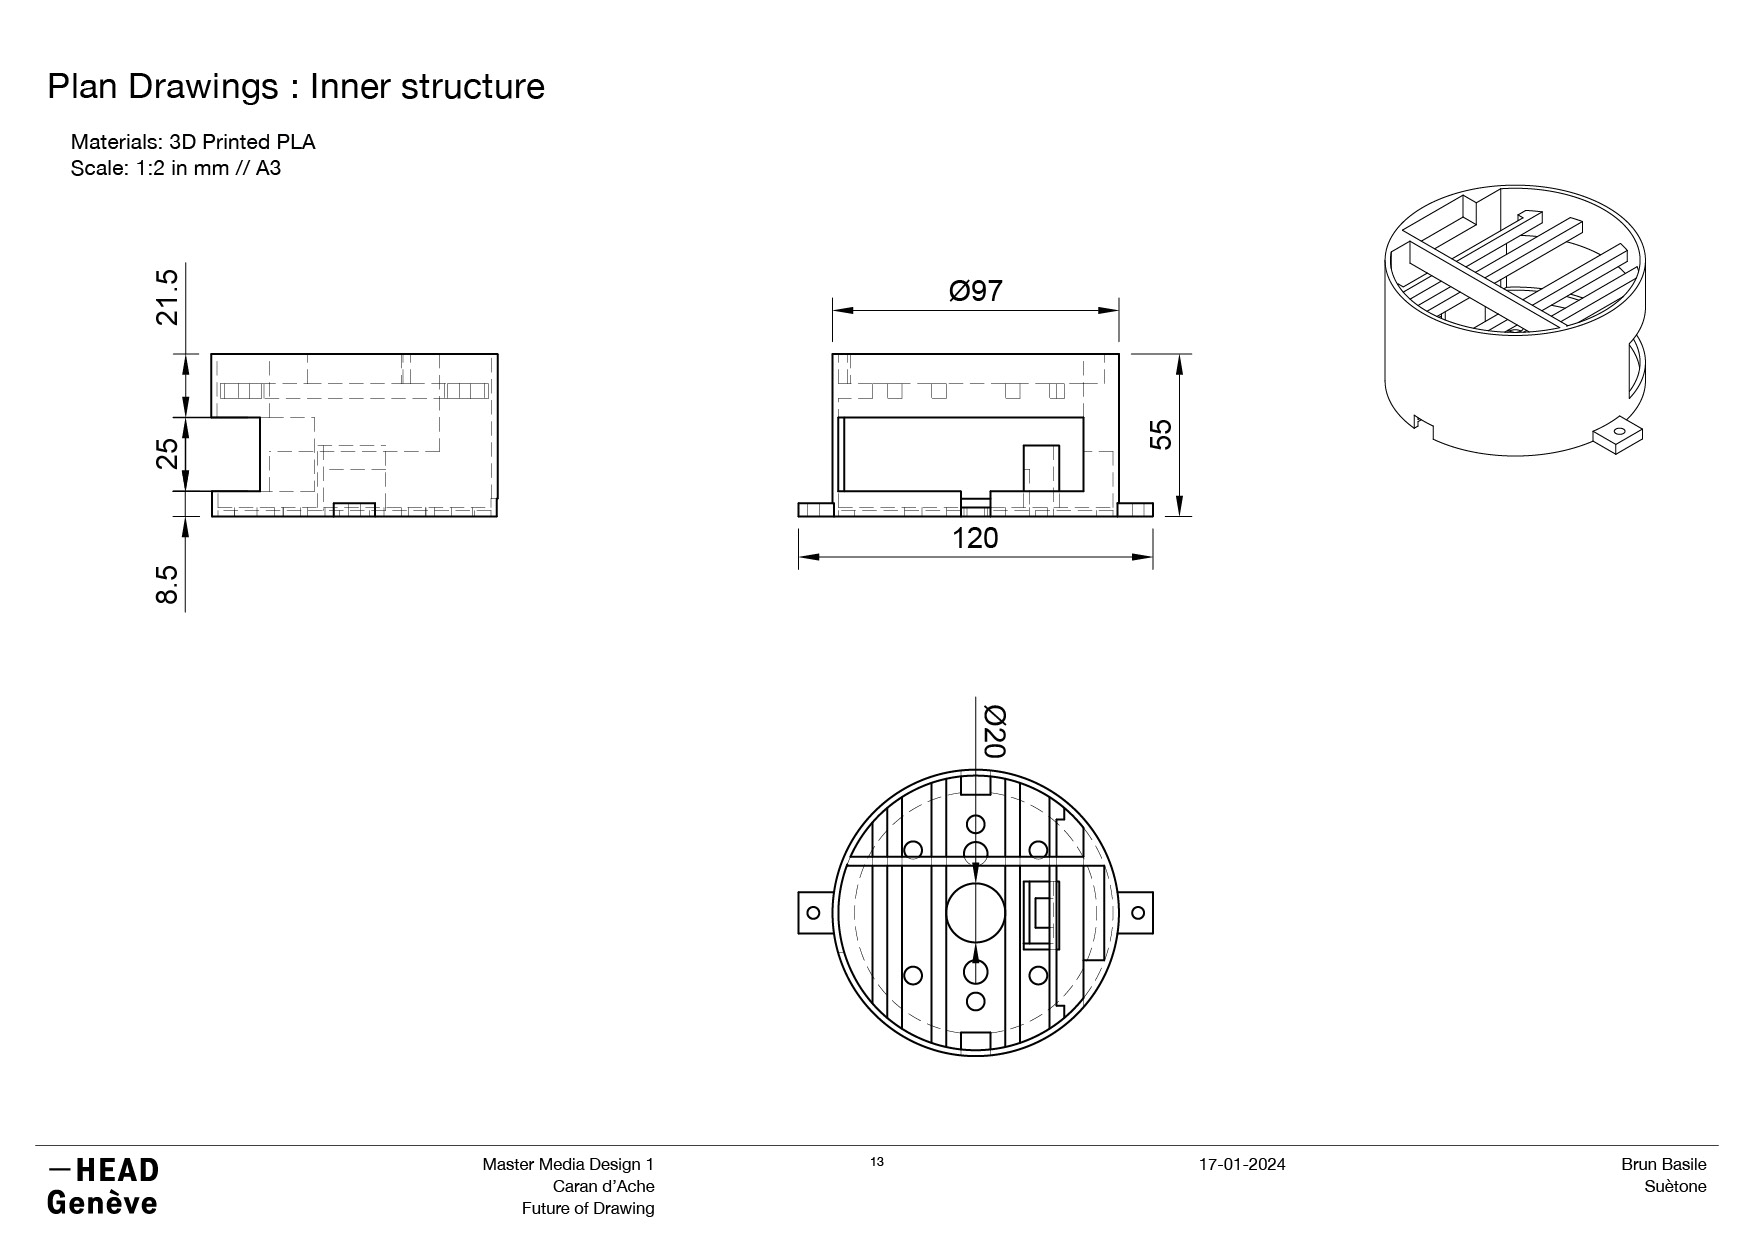 Plan Drawings : Inner structure
Materials: 3D Printed PLA
Scale: 1:2 in mm // A3
21.5
25
8.5
Ø97
55
120
Ø20
—HEAD
Genève
Master Media Design 1
Caran d’Ache
Future of Drawing
13
17-01-2024
Brun Basile
Suètone